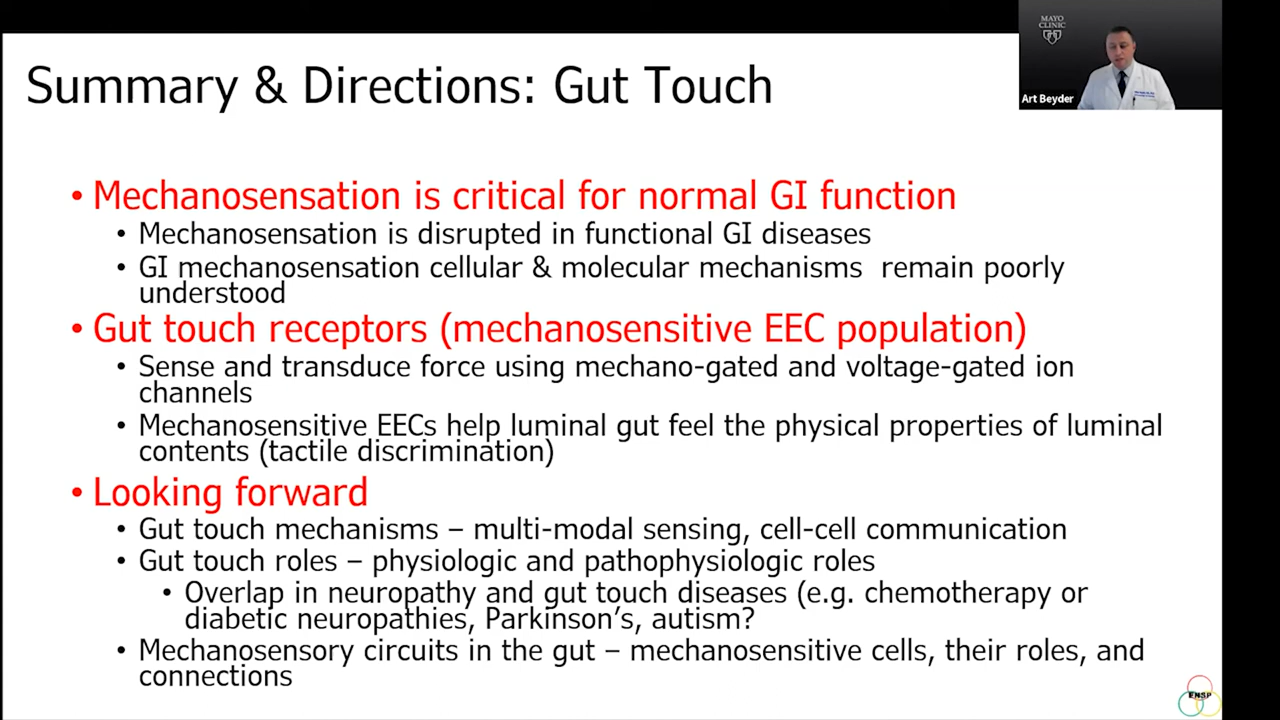 MAYO
CLINIC
Art Beyder
Summary & Directions: Gut Touch
• Mechanosensation is critical for normal GI function
• Mechanosensation is disrupted in functional GI diseases
• GI mechanosensation cellular & molecular mechanisms remain poorly
understood
• Gut touch receptors (mechanosensitive EEC population)
• Sense and transduce force using mechano-gated and voltage-gated ion
channels
• Mechanosensitive EECs help luminal gut feel the physical properties of luminal
contents (tactile discrimination)
• Looking forward
• Gut touch mechanisms – multi-modal sensing, cell-cell communication
• Gut touch roles – physiologic and pathophysiologic roles
• Overlap in neuropathy and gut touch diseases (e.g. chemotherapy or
diabetic neuropathies, Parkinson’s, autism?
• Mechanosensory circuits in the gut – mechanosensitive cells, their roles, and
connections
ENSP